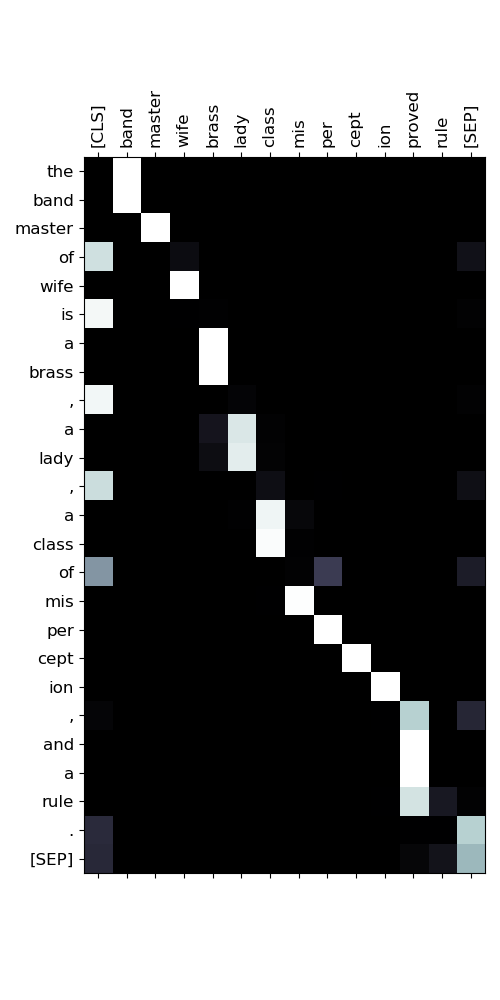 [CLS] band master wife brass lady class mis per cept ion proved rule [SEP]
the
band
master
of
wife
is
a
brass
,
a
lady
,
a
class
of
mis
per
cept
ion
,
and
a
rule
.
[SEP]